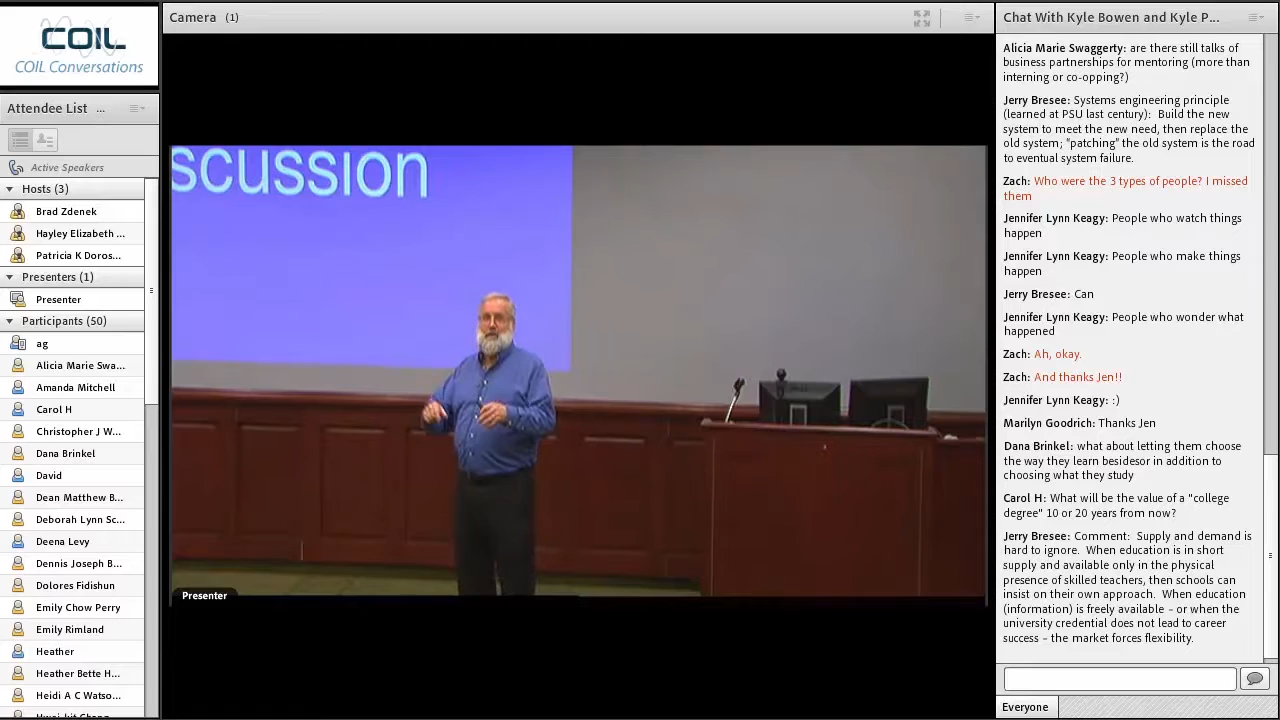 COIL
COIL Conversations
Attendee List ...
Active Speakers
Hosts (3)
Brad Zdenek
Hayley Elizabeth ...
Patricia K Doros...
Presenters (1)
Presenter
Participants (50)
ag
Alicia Marie Swa...
Amanda Mitchell
Carol H
Christopher J W...
Dana Brinkel
David
Dean Matthew B...
Deborah Lynn Sc...
Deena Levy
Dennis Joseph B...
Dolores Fidishun
Emily Chow Perry
Emily Rimland
Heather
Heather Bette H...
Heidi A C Watso...
Camera (1)
scussion
Presenter
Chat With Kyle Bowen and Kyle P...
Alicia Marie Swaggerty: are there still talks of
business partnerships for mentoring (more than
interning or co-opping?)
Jerry Bresee: Systems engineering principle
(learned at PSU last century): Build the new
system to meet the new needs to replace the
old system; "patching" the old system is the road
to eventual system failure.
Zach: Who were the 3 types of people? I missed
them
Jennifer Lynn Keagy: People who watch things
happen
Jennifer Lynn Keagy: People who make things
happen
Jerry Bresee: Can
Jennifer Lynn Keagy: People who wonder what
happened
Zach: Ah, okay.
Zach: And thanks Jen!!
Jennifer Lynn Keagy: :)
Marilyn Goodrich: Thanks Jen
Dana Brinkel: what about letting them choose
the way they learn besidesor in addition to
choosing what they study
Carol H: What will be the value of a "college
degree" 10 or 20 years from now?
Jerry Bresee: Comment: Supply and demand is
hard to ignore. When education is in short
supply and available only in the physical
presence of skilled teachers, then schools can
insist on their own approach. When education
(information) is freely available - or when the
university credential does not lead to career
success - the market forces flexibility.
Everyone